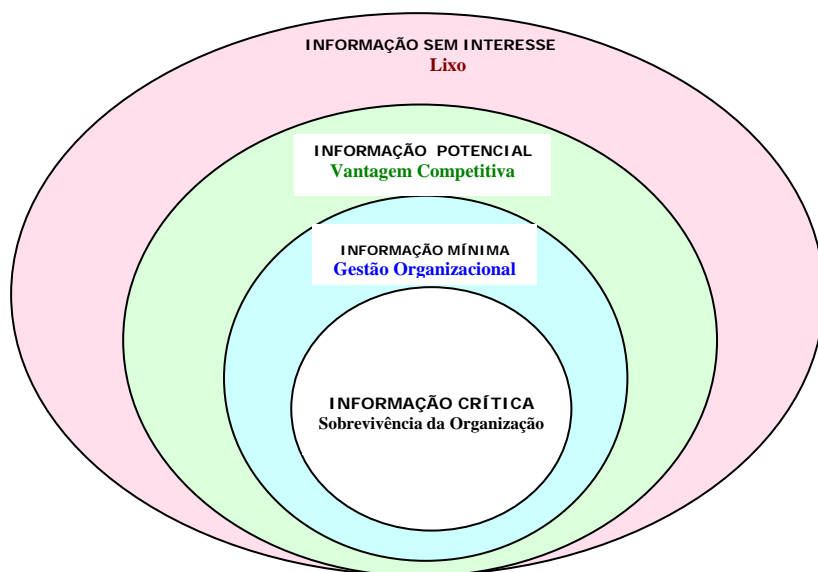 INFORMAÇÃO SEM INTERESSE
Lixo
INFORMAÇÃO POTENCIAL
Vantagem Competitiva
INFORMAÇÃO MÍNIMA
Gestão Organizacional
INFORMAÇÃO CRÍTICA
Sobrevivência da Organização